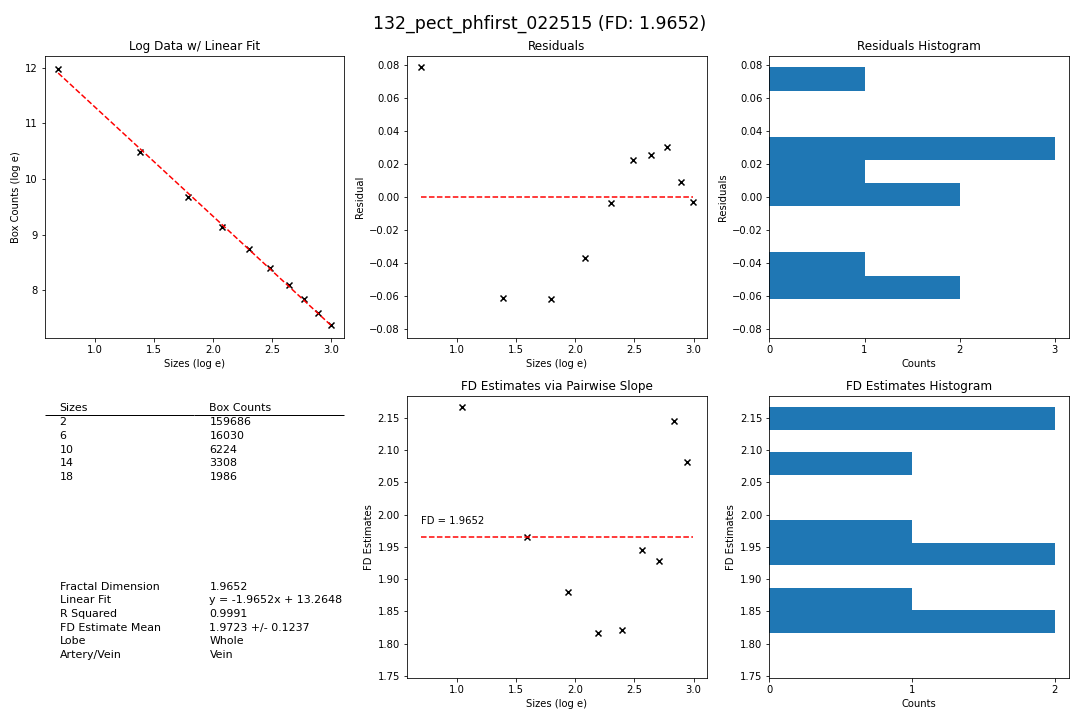 132_pect_phfirst_022515 (FD: 1.9652)
Log Data w/ Linear Fit
Box Counts (log e)
12
11
10
9
8
1.0 1.5 2.0 2.5 3.0
Sizes (log e)
Residuals
Residual
0.08
0.06
0.04
0.02
0.00
−0.02
−0.04
−0.06
−0.08
1.0 1.5 2.0 2.5 3.0
Sizes (log e)
Residuals Histogram
Residuals
0.08
0.06
0.04
0.02
0.00
−0.02
−0.04
−0.06
−0.08
0 1 2 3
Counts
Sizes Box Counts
2 159686
6 16030
10 6224
14 3308
18 1986
Fractal Dimension 1.9652
Linear Fit y = -1.9652x + 13.2648
R Squared 0.9991
FD Estimate Mean 1.9723 +/- 0.1237
Lobe Whole
Artery/Vein Vein
FD Estimates via Pairwise Slope
FD Estimates
2.15
2.10
2.05
2.00
1.95
1.90
1.85
1.80
1.75
FD = 1.9652
1.0 1.5 2.0 2.5 3.0
Sizes (log e)
FD Estimates Histogram
FD Estimates
2.15
2.10
2.05
2.00
1.95
1.90
1.85
1.80
1.75
0 1 2
Counts